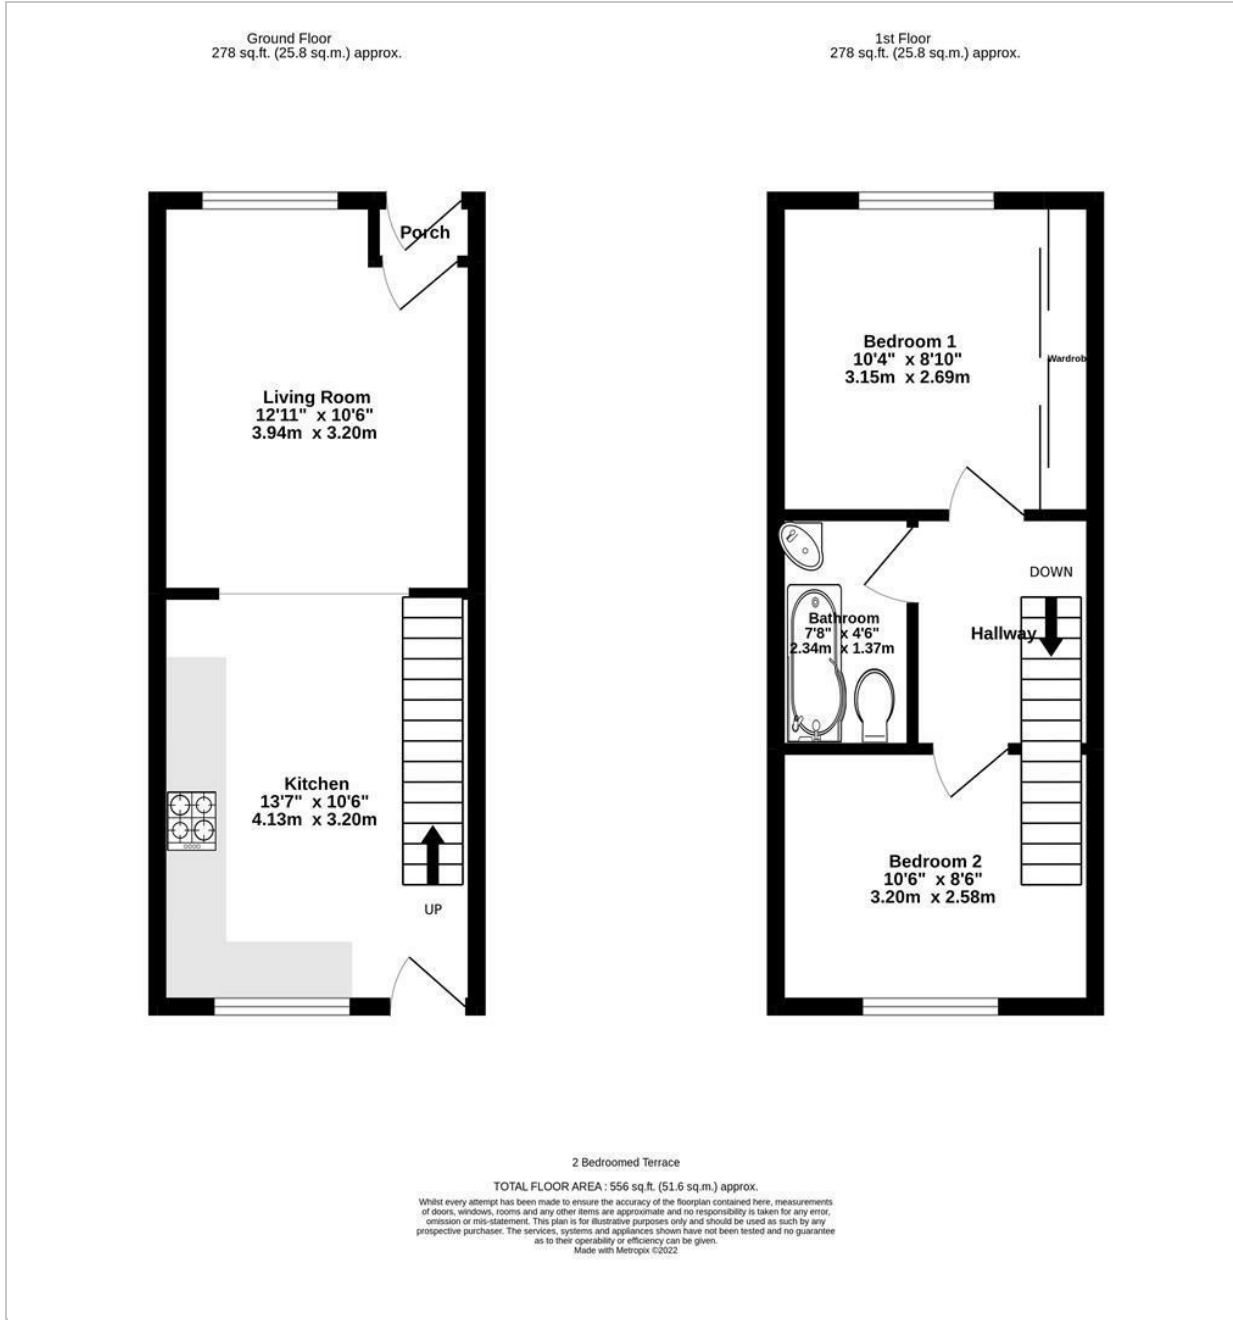 Ground Floor
278 sq.ft. (25.8 sq.m.) approx.
1st Floor
278 sq.ft. (25.8 sq.m.) approx.
Porch
Living Room
12'11" x 10'6"
3.94m x 3.20m
Kitchen
13'7" x 10'6"
4.13m x 3.20m
UP
Bedroom 1
10'4" x 8'10"
3.15m x 2.69m
Wardrob
DOWN
Bathroom
7'8" x 4'6"
2.34m x 1.37m
Hallway
Bedroom 2
10'6" x 8'6"
3.20m x 2.58m
2 Bedroomed Terrace
TOTAL FLOOR AREA : 556 sq.ft. (51.6 sq.m.) approx.
Whilst every attempt has been made to ensure the accuracy of the floorplan contained here, measurements
of doors, windows, rooms and any other items are approximate and no responsibility is taken for any error,
omission or mis-statement. This plan is for illustrative purposes only and should be used as such by any
prospective purchaser. The services, systems and appliances shown have not been tested and no guarantee
as to their operability or efficiency can be given.
Made with Metropix ©2022